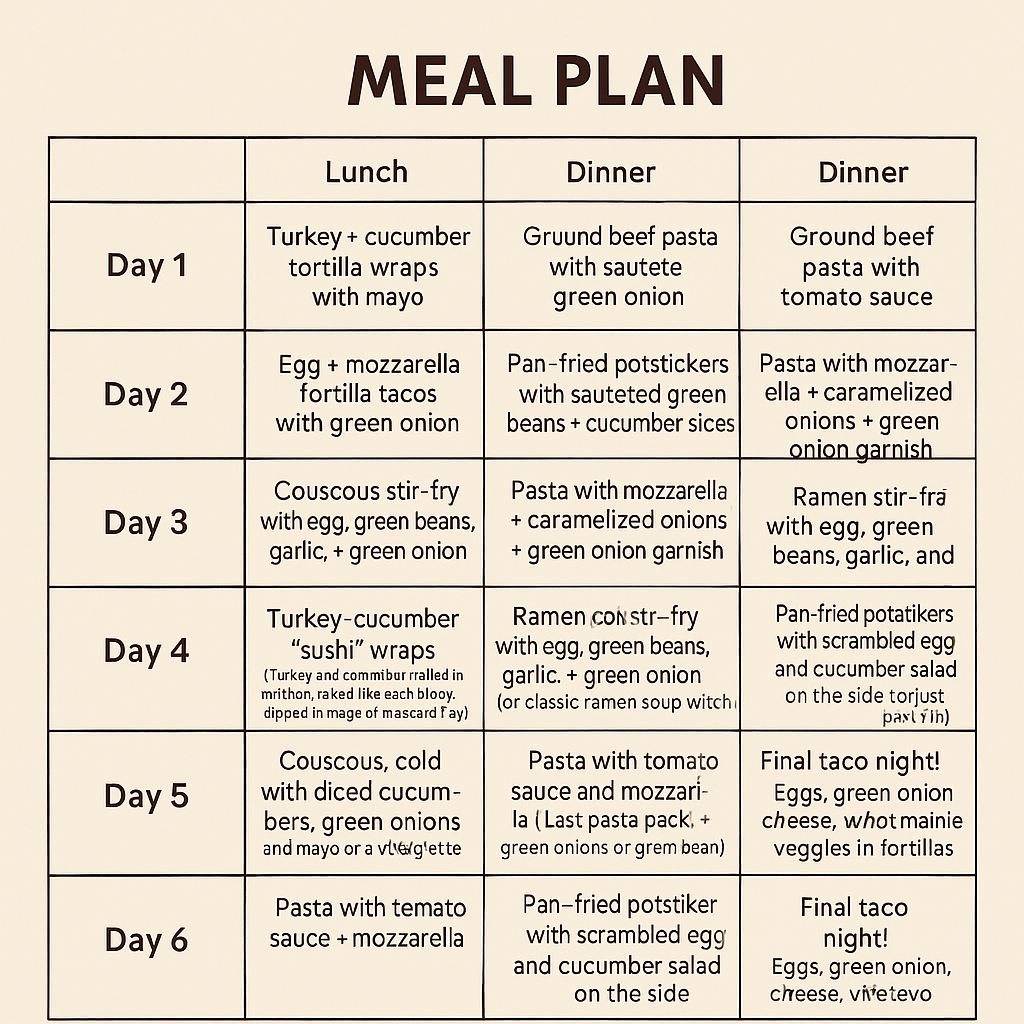 MEAL PLAN
Lunch
Dinner
Dinner
Day 1
Turkey + cucumber
tortilla wraps
with mayo
Gruund beef pasta
with sautete
green onion
Ground beef
pasta with
tomato sauce
Day 2
Egg + mozzarella
fortilla tacos
with green onion
Pan-fried potstickers
with sauteted green
beans + cucumber sices
Pasta with mozzar-
ella + caramelized
onions + green
onion garnish
Day 3
Couscous stir-fry
with egg, green beans,
garlic, + green onion
Pasta with mozzarella
+ caramelized onions
+ green onion garnish
Ramen stir-fra
with egg, green
beans, garlic, and
Day 4
Turkey-cucumber
“sushi” wraps
(Turkey and commibur rralled in
mrithon, raked like each blooy.
dipped in mage of mascard
Ramen str-fry
with egg, green beans,
garlic. + green onion
(or classic ramen soup witch
Pan-fried potatikers
with scrambled egg
and cucumber salad
on the side torjust
Day 5
Couscous, cold
with diced cucum-
bers, green onions
and mayo or a
Pasta with tomato
sauce and mozzari-
la (Last pasta pack, +
green onions or grem bean)
Final taco night!
Eggs, green onion
cheese, whot mainie
veggles in fortillas
Day 6
Pasta with temato
sauce + mozzarella
Pan-fried potstiker
with scrambled egg
and cucumber salad
on the side
Final taco
night!
Eggs, green onion,
cheese,